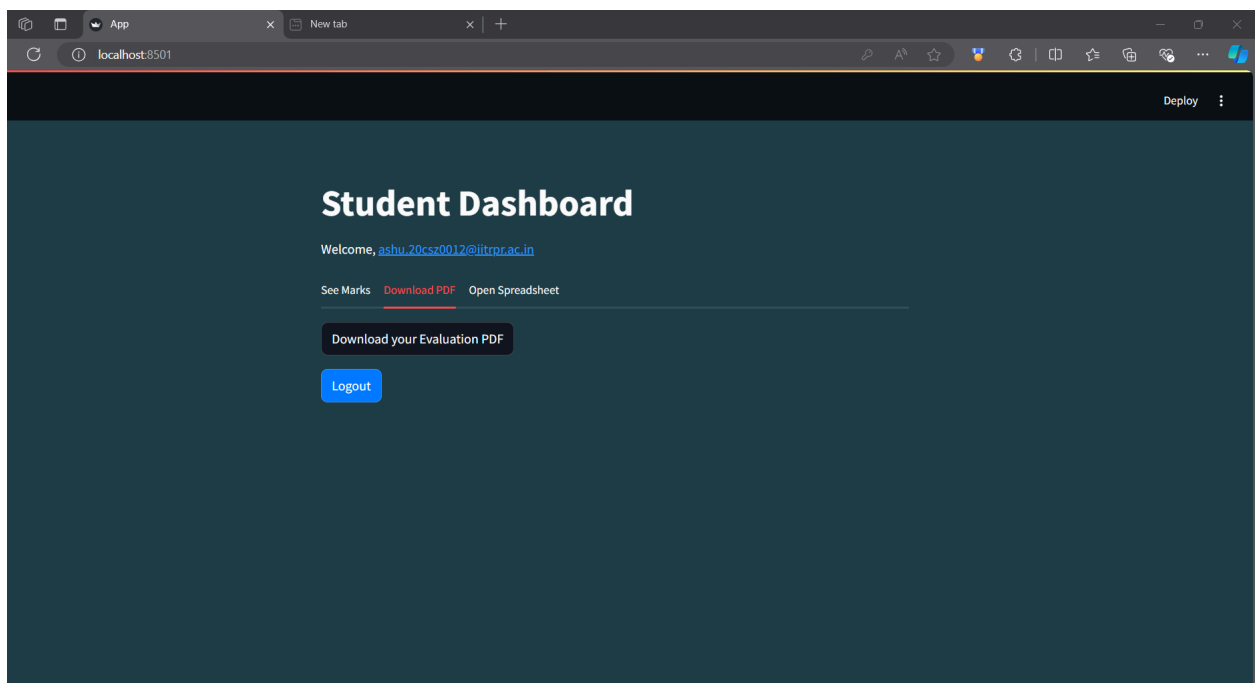 App
New tab
localhost:8501
Deploy
Student Dashboard
Welcome, ashu.20csz0012@iitrpr.ac.in
See Marks Download PDF Open Spreadsheet
Download your Evaluation PDF
Logout